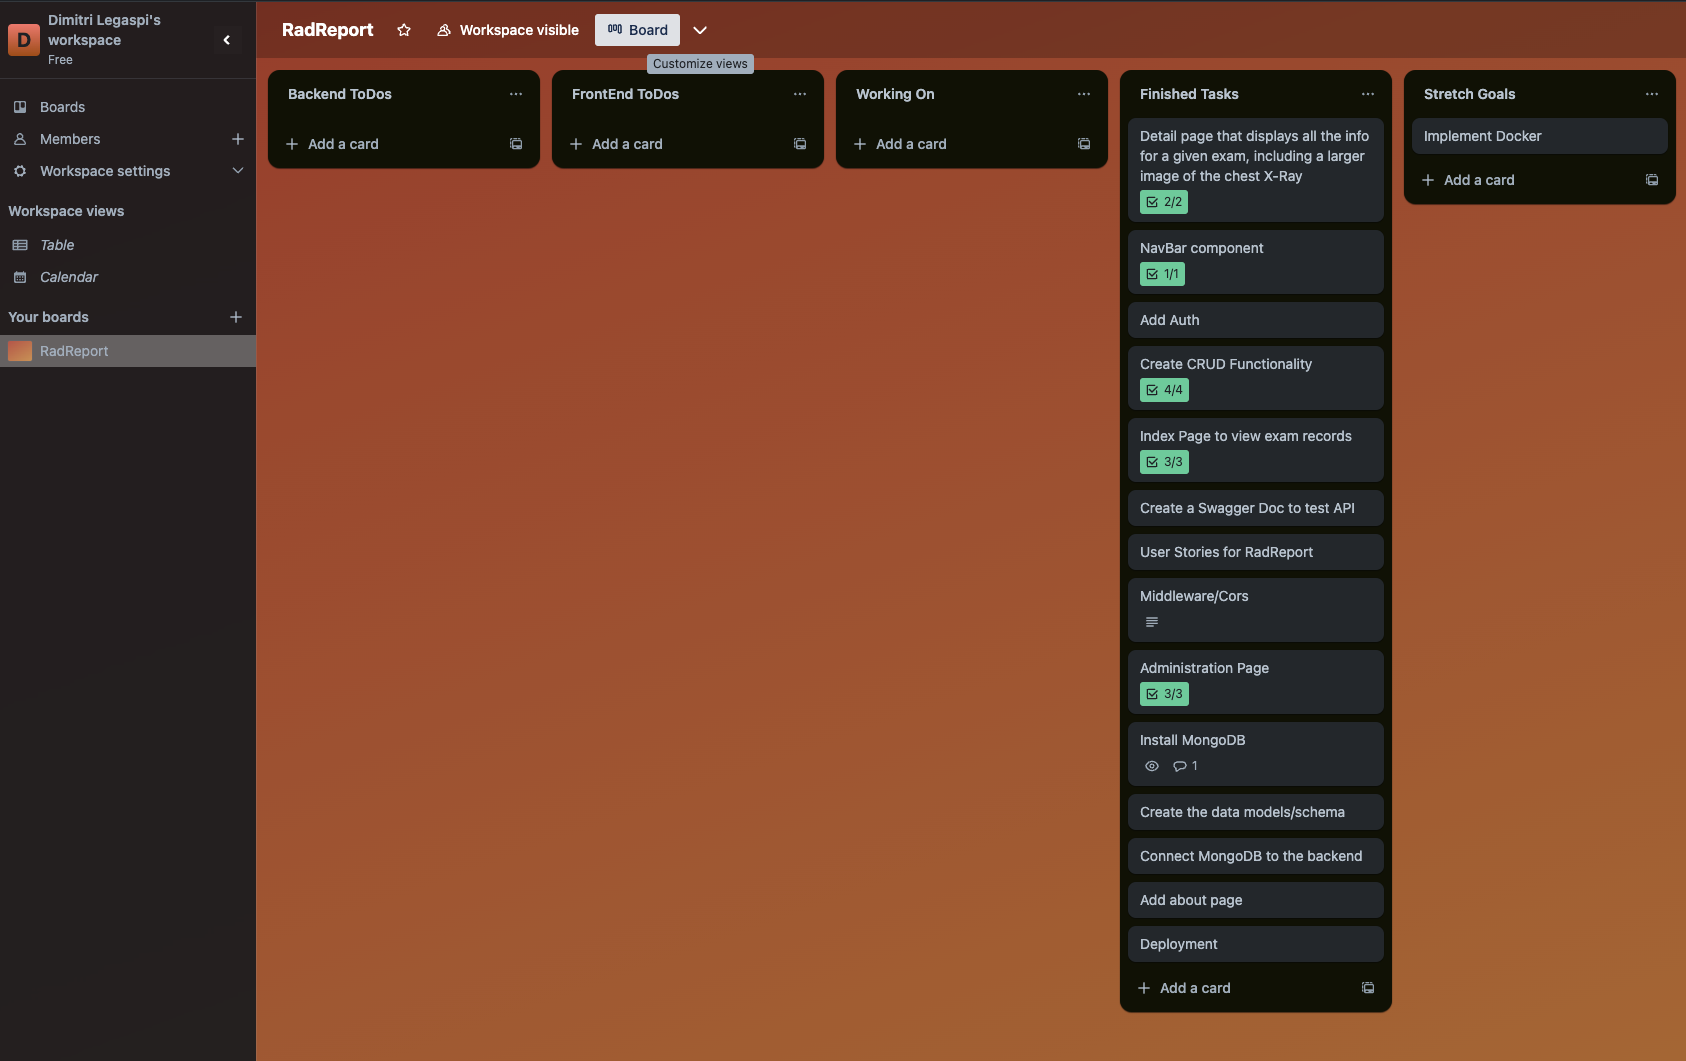 D
Dimitri Legaspi's
workspace
Free
Boards
Members
Workspace settings
Workspace views
Table
Calendar
Your boards
RadReport
RadReport
Workspace visible
Board
Customize views
Backend ToDos
Add a card
FrontEnd ToDos
Add a card
Working On
Add a card
Finished Tasks
Detail page that displays all the info
for a given exam, including a larger
image of the chest X-Ray
2/2
NavBar component
1/1
Add Auth
Create CRUD Functionality
4/4
Index Page to view exam records
3/3
Create a Swagger Doc to test API
User Stories for RadReport
Middleware/Cors
Administration Page
3/3
Install MongoDB
1
Create the data models/schema
Connect MongoDB to the backend
Add about page
Deployment
Add a card
Stretch Goals
Implement Docker
Add a card